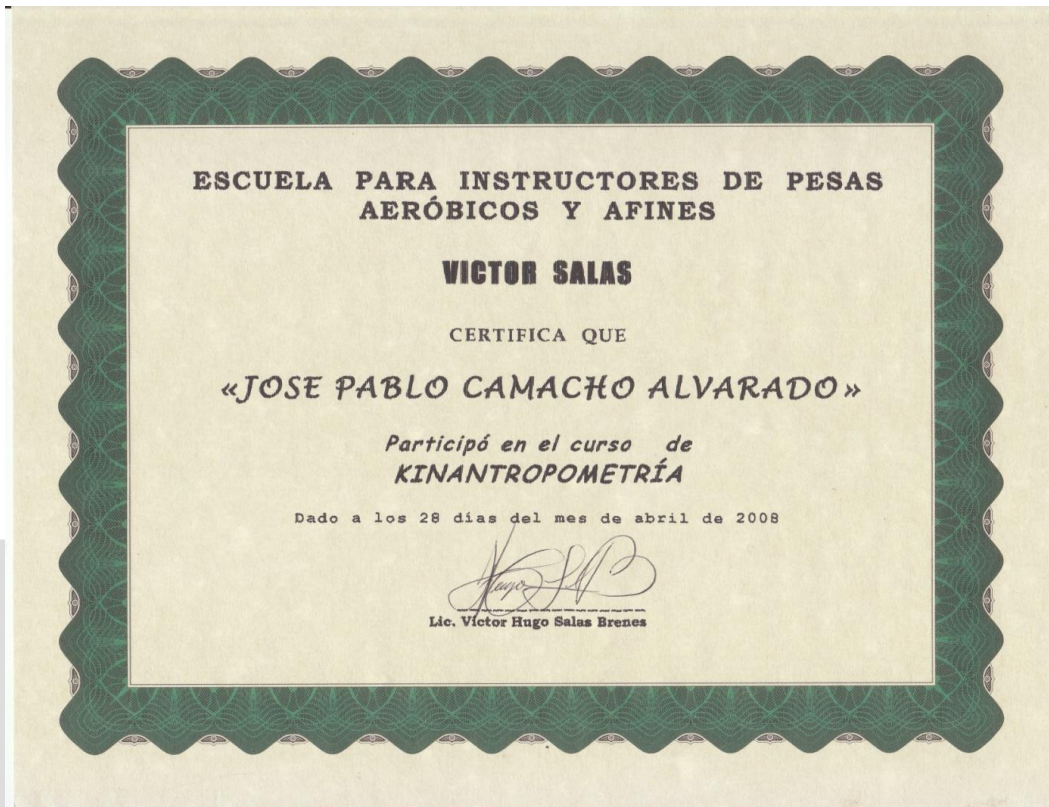 ESCUELA PARA INSTRUCTORES DE PESAS
AERÓBICOS Y AFINES
VICTOR SALAS
CERTIFICA QUE
«JOSE PABLO CAMACHO ALVARADO»
Participó en el curso de
KINANTROPOMETRÍA
Dado a los 28 días del mes de abril de 2008
Lic. Víctor Hugo Salas Brenes